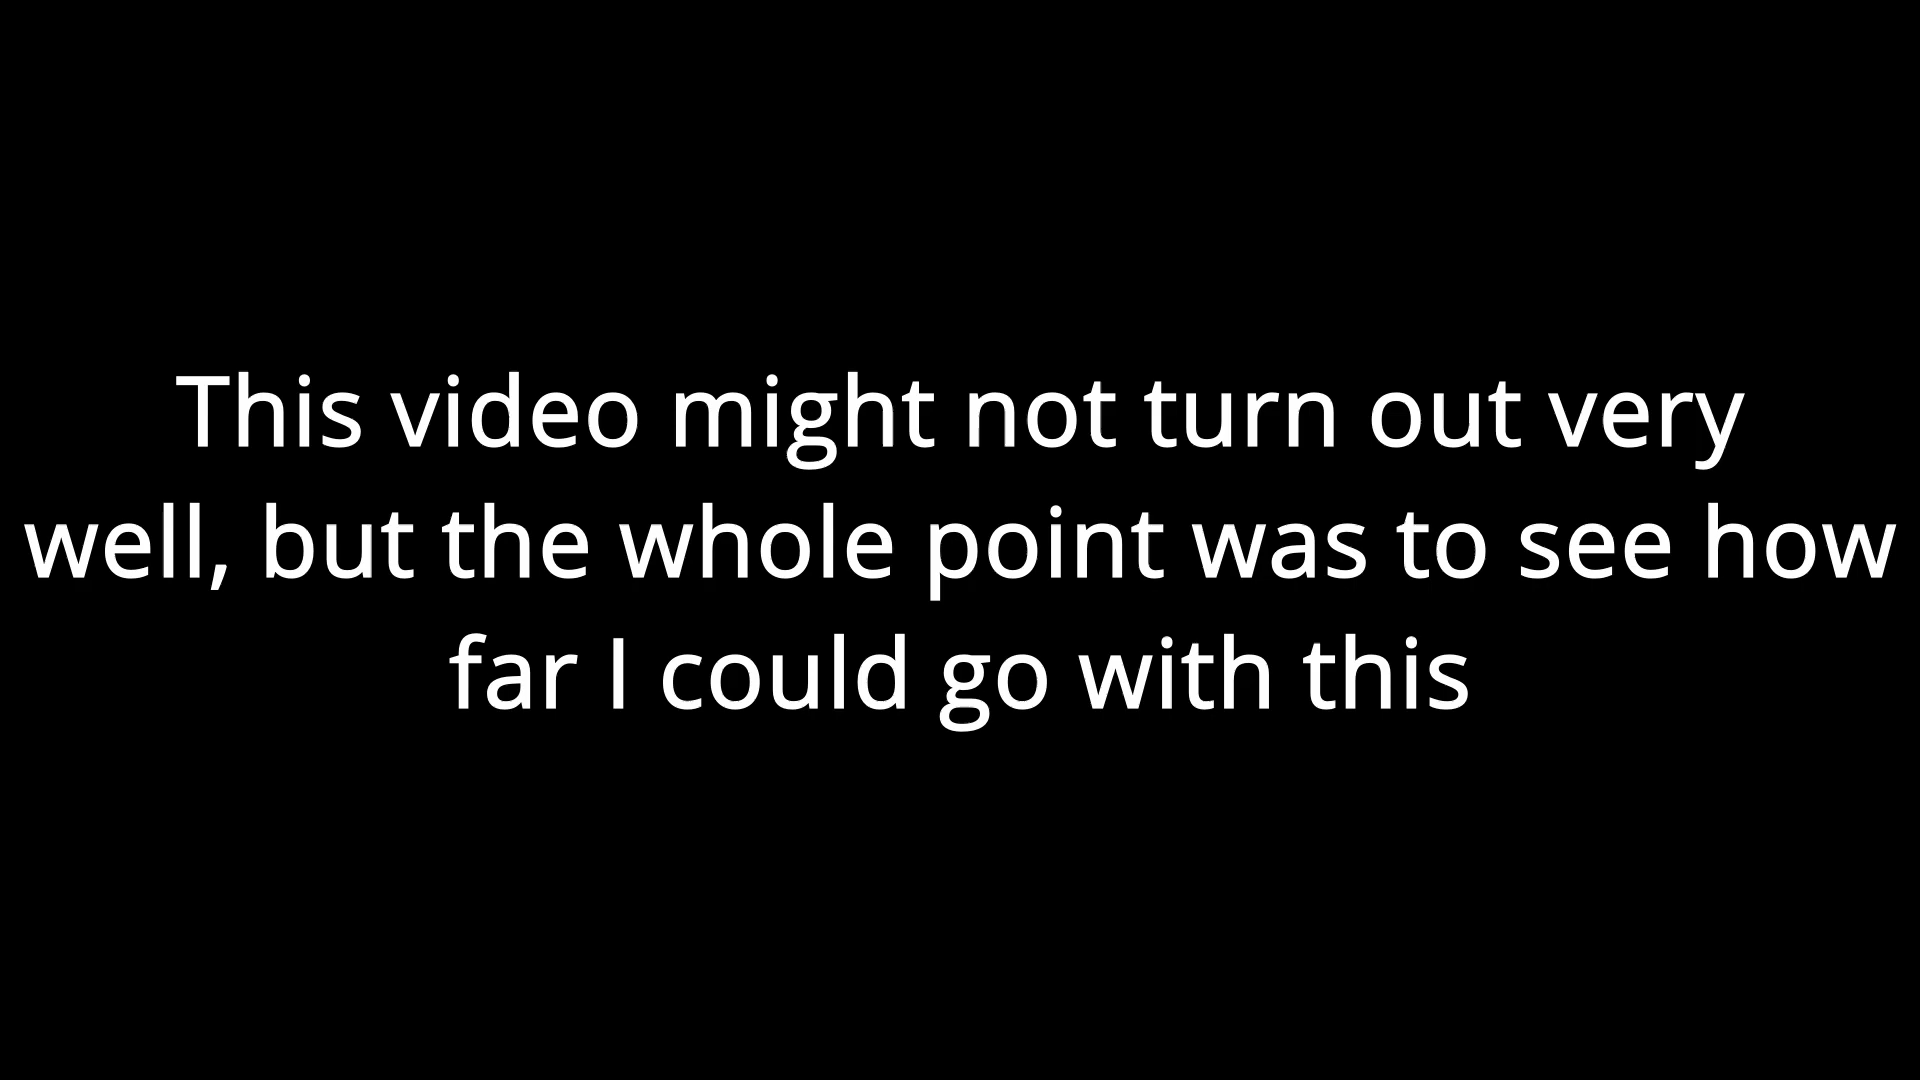 This video might not turn out very
well, but the whole point was to see how
far I could go with this